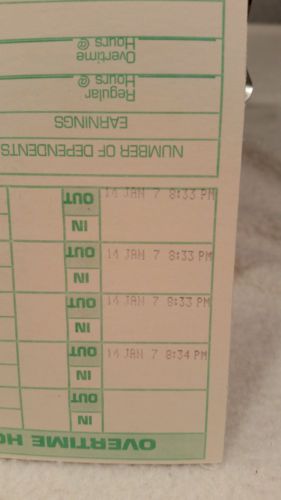 OVERTIME HO
IN
OUT
IN
OUT 14 JAN 7 8:34 PM
IN
OUT 14 JAN 7 8:33 PM
IN
OUT 14 JAN 7 8:33 PM
IN
OUT 14 JAN 7 8:33 PM
NUMBER OF DEPENDENTS
EARNINGS
Regular
Hours @
Overtime
Hours @